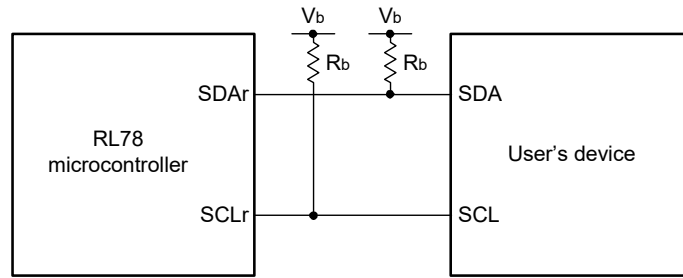 Vb Vb
Rb Rb
SDAr SDA
RL78
microcontroller
User’s device
SCLr SCL